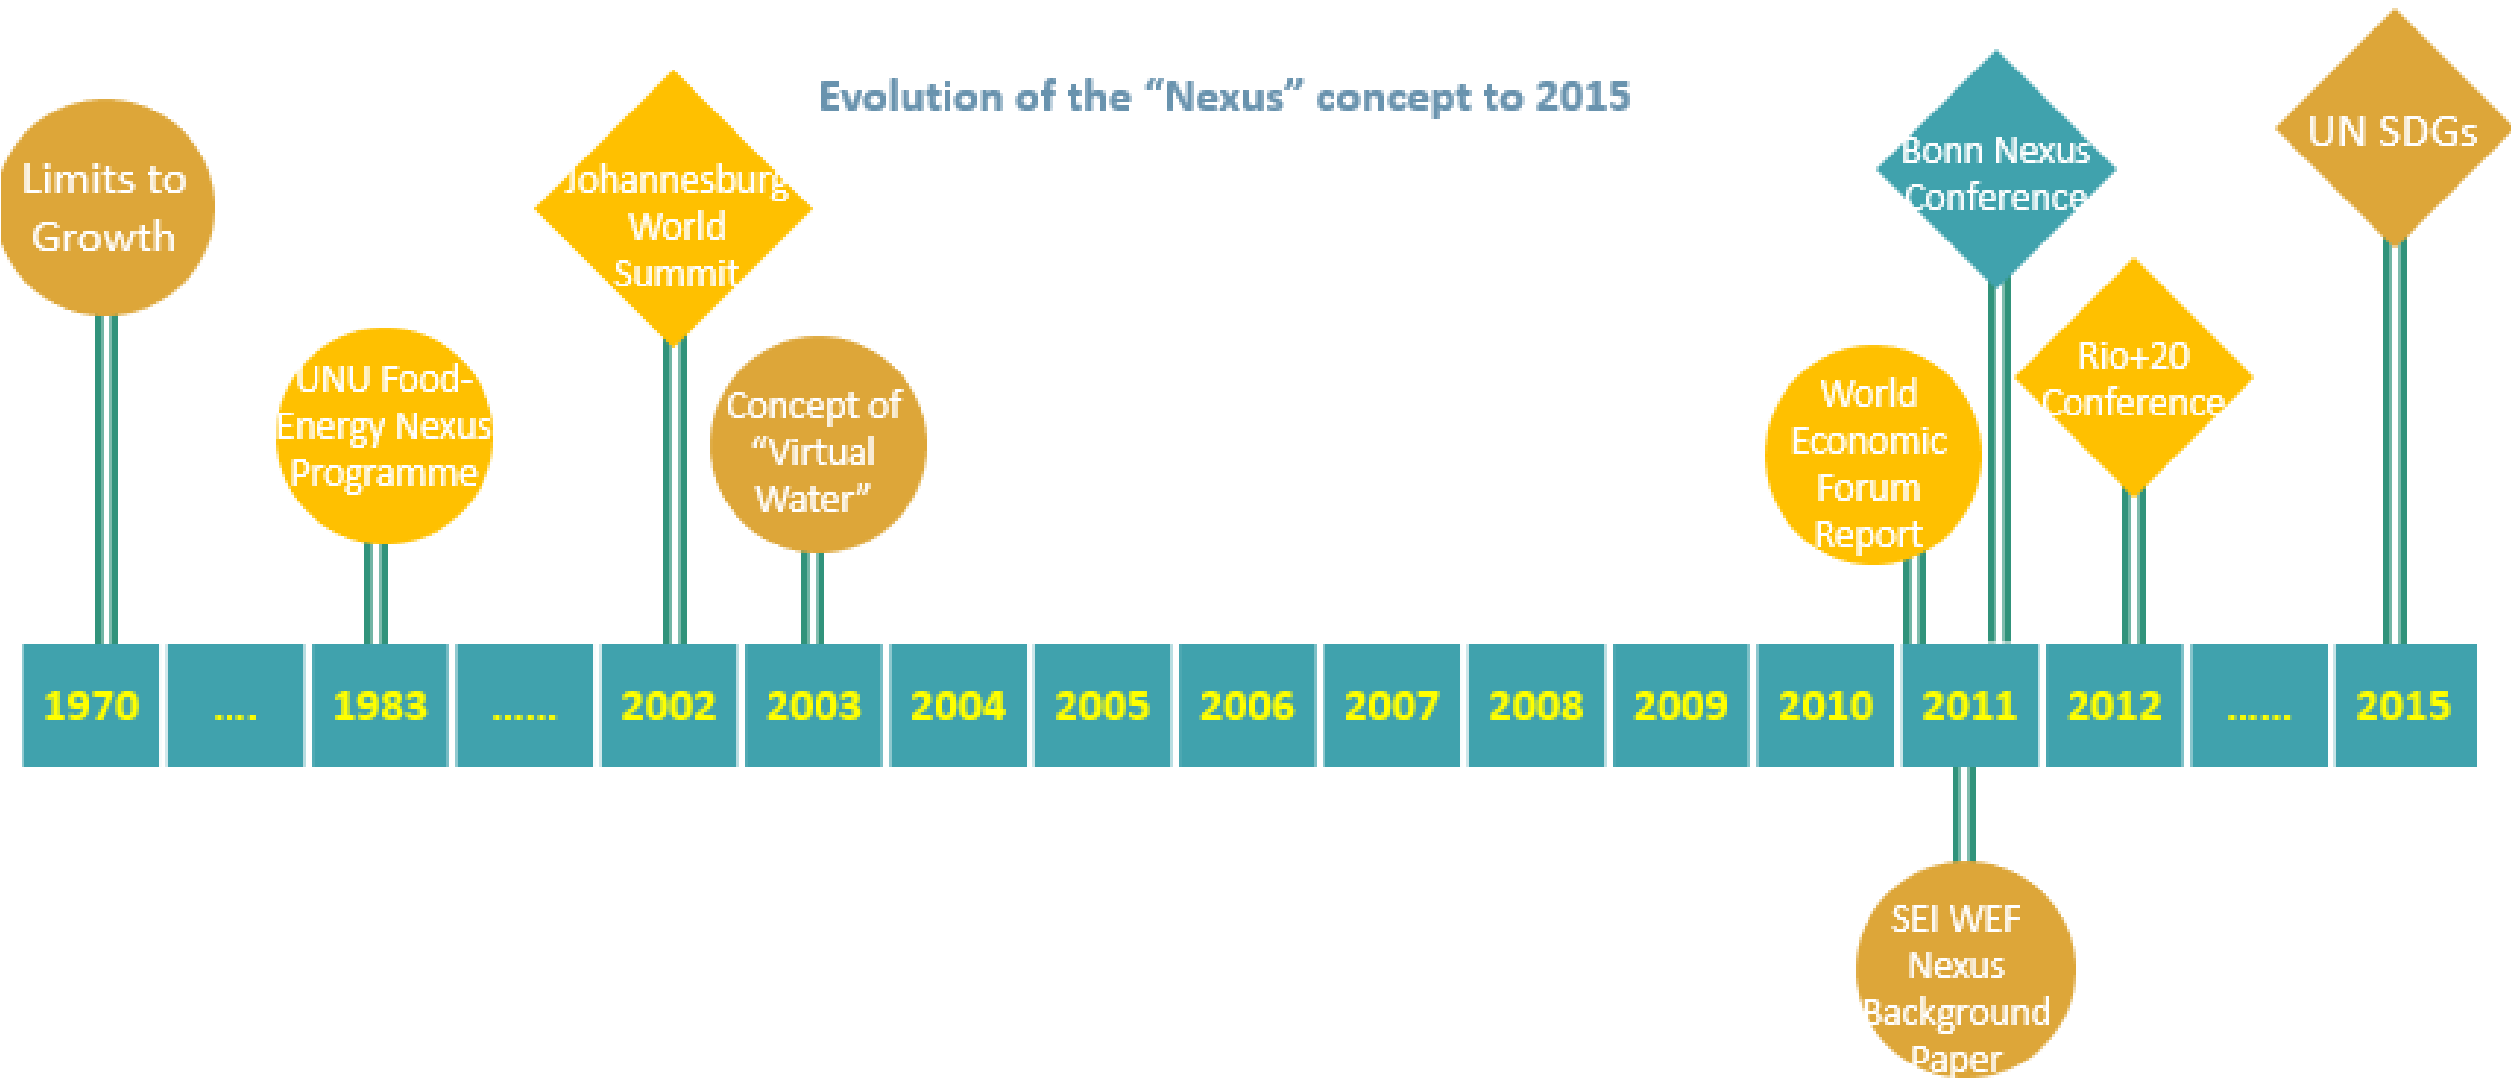 Evolution of the “Nexus” concept to 2015
Limits to
Growth
UNU Food-
Energy Nexus
Programme
Johannesburg
World
Summit
Concept of
“Virtual
Water”
World
Economic
Forum
Report
Bonn Nexus
Conference
Rio+20
Conference
UN SDGs
1970
....
1983
......
2002
2003
2004
2005
2006
2007
2008
2009
2010
2011
2012
......
2015
SEI WEF
Nexus
Background
Paper